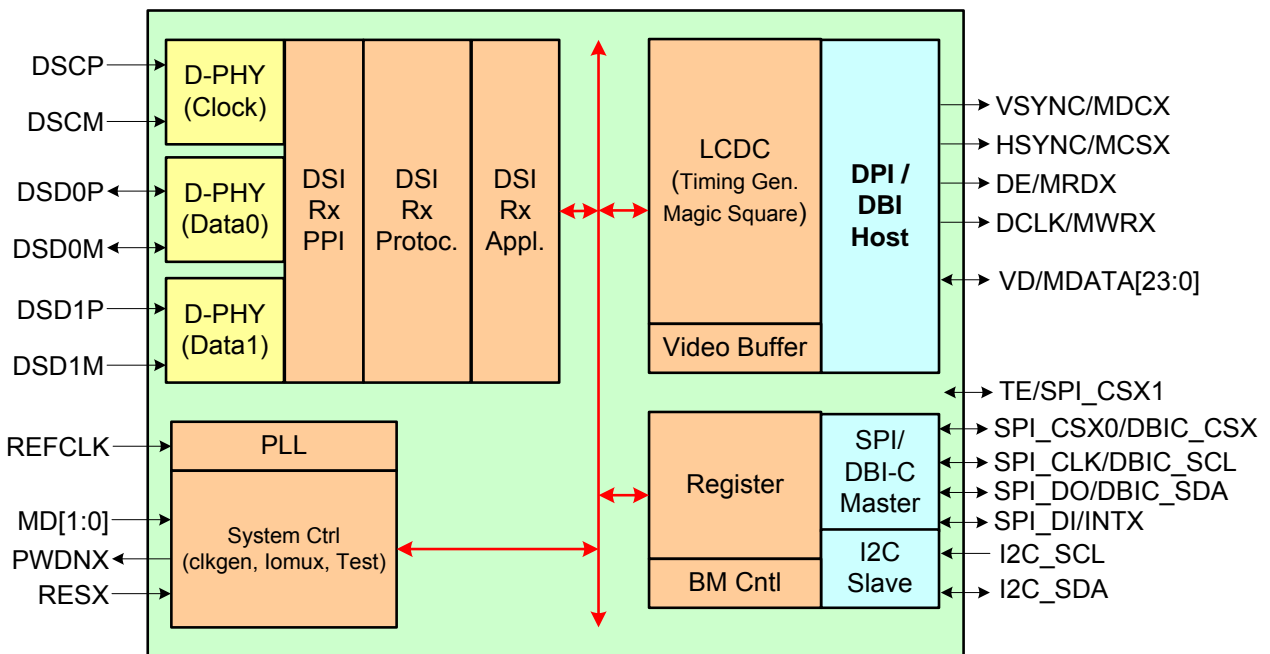 DSCP
DSCM
DSD0P
DSD0M
DSD1P
DSD1M
REFCLK
MD[1:0]
PWDNX
RESX
D-PHY
(Clock)
D-PHY
(Data0)
D-PHY
(Data1)
DSI
Rx
PPI
DSI
Rx
Protoc.
DSI
Rx
Appl.
PLL
System Ctrl
(clkgen, Iomux, Test)
LCDC
(Timing Gen.
Magic Square)
Video Buffer
DPI /
DBI
Host
Register
BM Cntl
SPI/
DBI-C
Master
I2C
Slave
VSYNC/MDCX
HSYNC/MCSX
DE/MRDX
DCLK/MWRX
VD/MDATA[23:0]
TE/SPI_CSX1
SPI_CSX0/DBIC_CSX
SPI_CLK/DBIC_SCL
SPI_DO/DBIC_SDA
SPI_DI/INTX
I2C_SCL
I2C_SDA